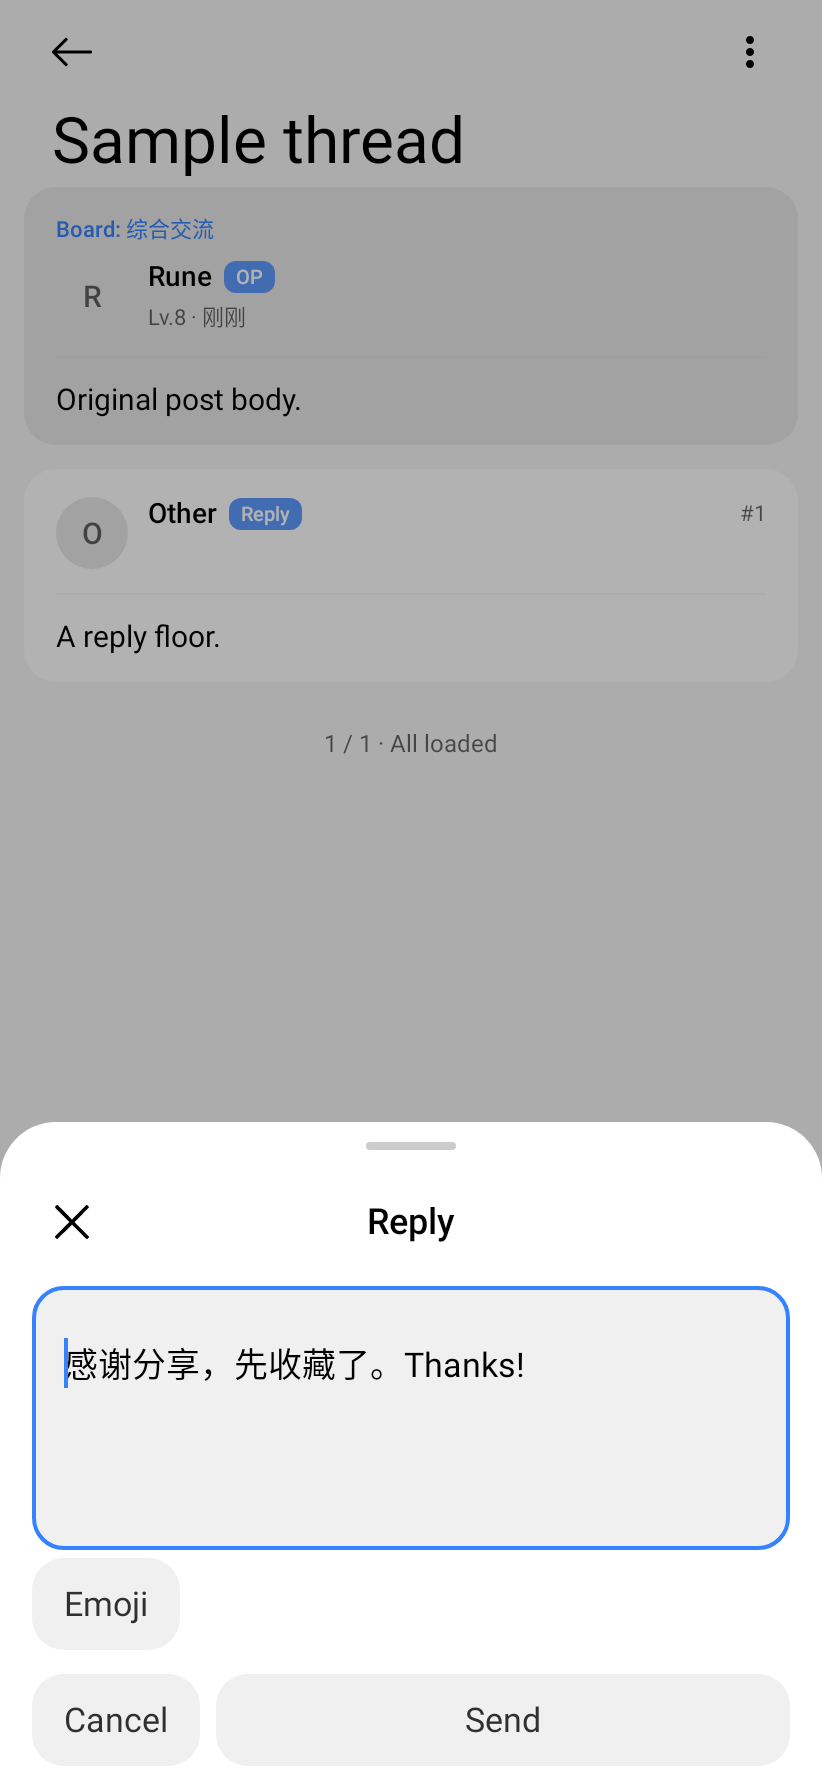 Sample thread
Board: 综合交流
R
Rune OP
Lv.8 · 刚刚
Original post body.
O
Other Reply
#1
A reply floor.
1 / 1 · All loaded
Reply
感谢分享，先收藏了。Thanks!
Emoji
Cancel
Send